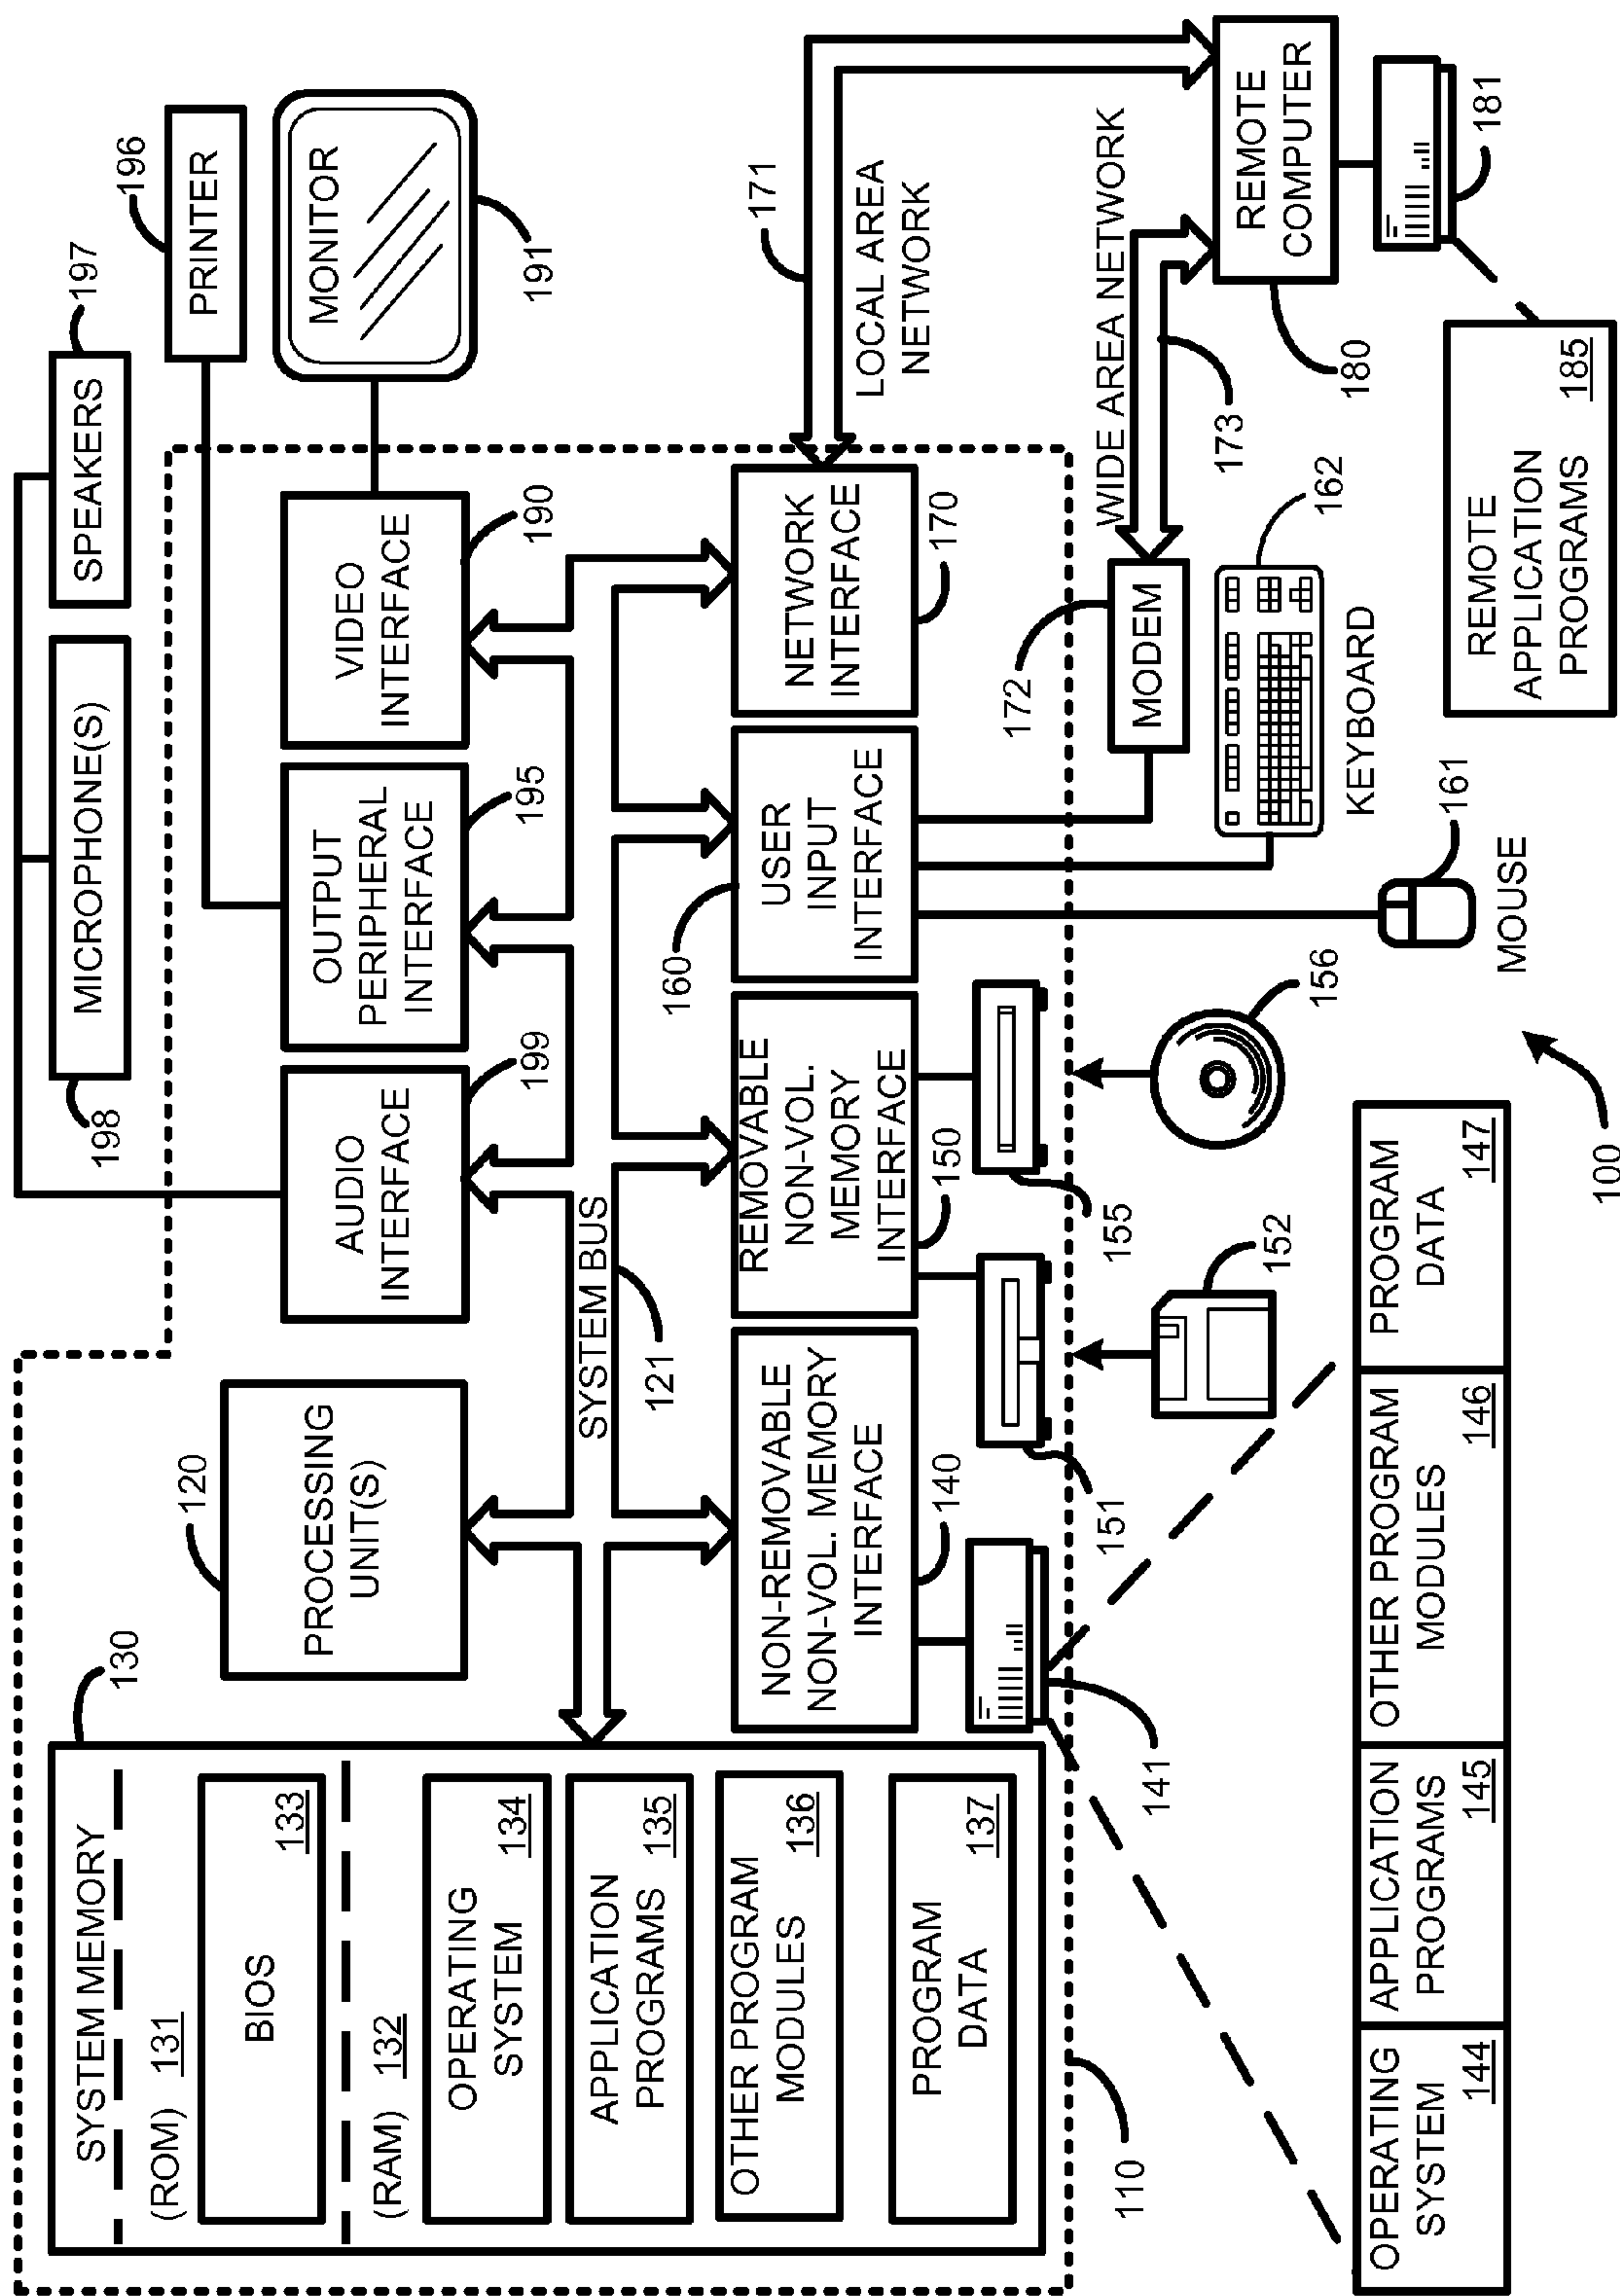 SYSTEM MEMORY
(ROM) 131
BIOS
133
(RAM) 132
OPERATING
SYSTEM
134
APPLICATION
PROGRAMS
135
OTHER PROGRAM
MODULES
136
PROGRAM
DATA
137
130
120
PROCESSING
UNIT(S)
198
MICROPHONE(S)
SPEAKERS
197
196
PRINTER
AUDIO
INTERFACE
199
OUTPUT
PERIPHERAL
INTERFACE
195
VIDEO
INTERFACE
190
MONITOR
191
SYSTEM BUS
121
NON-REMOVABLE
NON-VOL. MEMORY
INTERFACE
140
REMOVABLE
NON-VOL.
MEMORY
INTERFACE
150
160
USER
INPUT
INTERFACE
NETWORK
INTERFACE
170
171
LOCAL AREA
NETWORK
110
141
151
155
152
156
172
MODEM
WIDE AREA NETWORK
173
REMOTE
COMPUTER
180
181
161
MOUSE
162
KEYBOARD
REMOTE
APPLICATION
PROGRAMS
185
OPERATING
SYSTEM
144
APPLICATION
PROGRAMS
145
OTHER PROGRAM
MODULES
146
PROGRAM
DATA
147
100